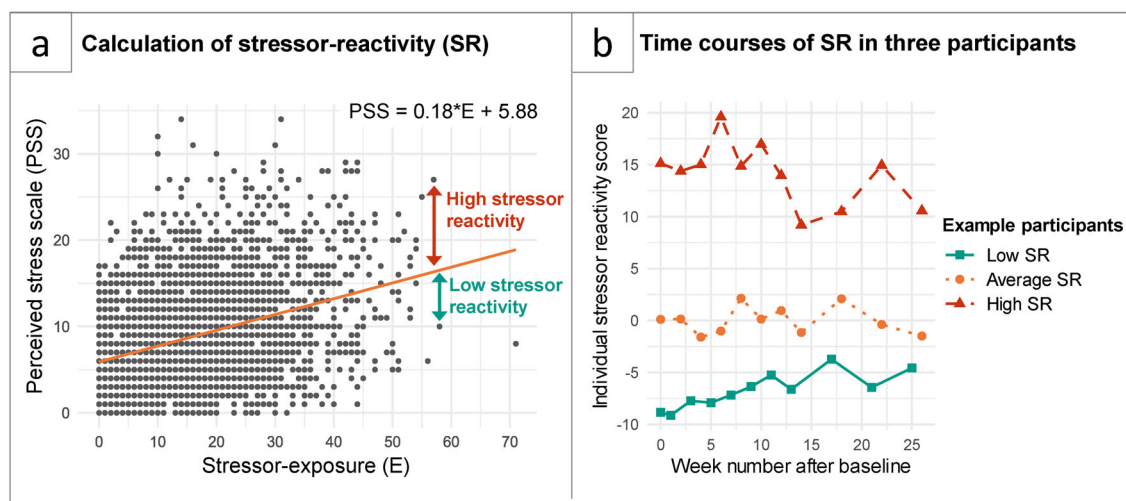 a
Calculation of stressor-reactivity (SR)
PSS = 0.18*E + 5.88
Perceived stress scale (PSS)
30
20
10
0
High stressor
reactivity
Low stressor
reactivity
0 10 20 30 40 50 60 70
Stressor-exposure (E)
b
Time courses of SR in three participants
Individual stressor reactivity score
20
15
10
5
0
-5
-10
0 5 10 15 20 25
Week number after baseline
Example participants
Low SR
Average SR
High SR